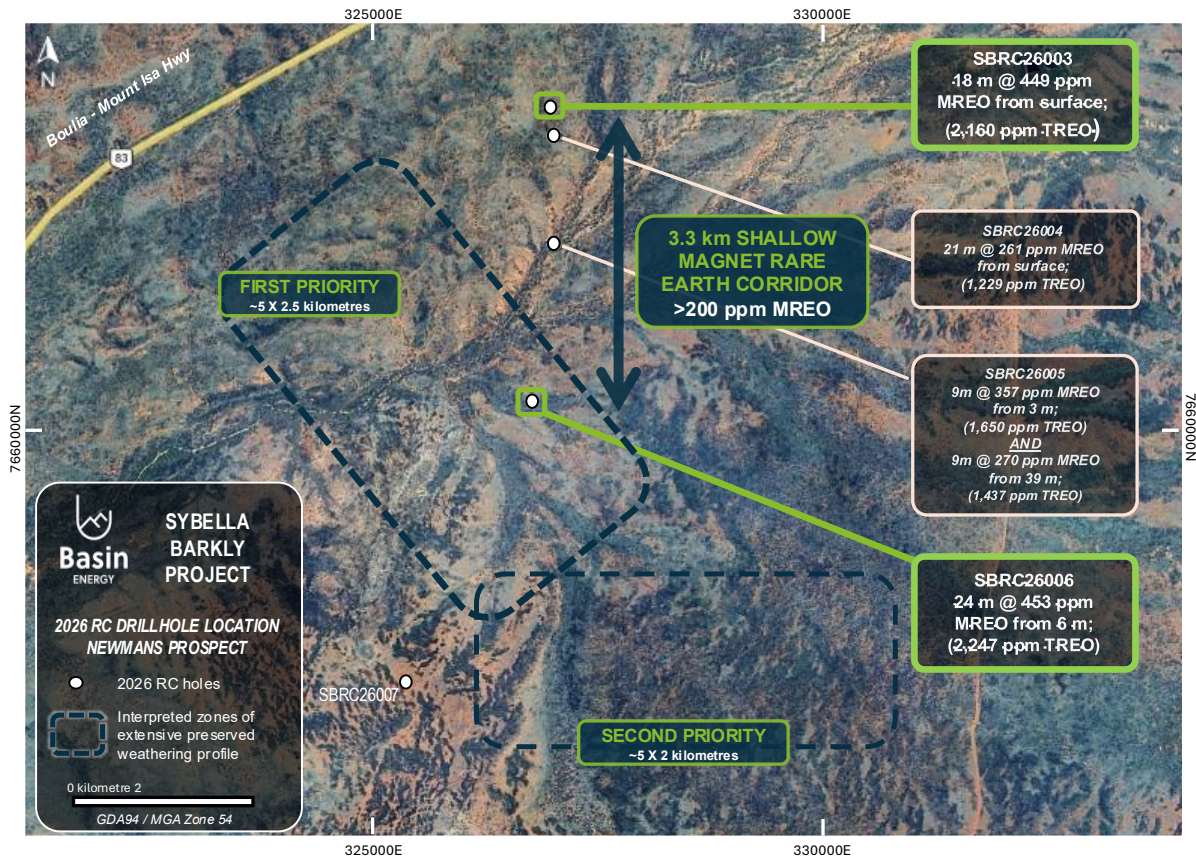 325000E
330000E
N
Boulia - Mount Isa Hwy
83
SBRC26003
18 m @ 449 ppm
MREO from surface;
(2,160 ppm TREO)
3.3 km SHALLOW
MAGNET RARE
EARTH CORRIDOR
>200 ppm MREO
SBRC26004
21 m @ 261 ppm MREO
from surface;
(1,229 ppm TREO)
FIRST PRIORITY
~5 X 2.5 kilometres
SBRC26005
9m @ 357 ppm MREO
from 3 m;
(1,650 ppm TREO)
AND
9m @ 270 ppm MREO
from 39 m;
(1,437 ppm TREO)
7660000N
7660000N
SBRC26006
24 m @ 453 ppm
MREO from 6 m;
(2,247 ppm TREO)
Basin
ENERGY
SYBELLA
BARKLY
PROJECT
2026 RC DRILLHOLE LOCATION
NEWMANS PROSPECT
2026 RC holes
Interpreted zones of
extensive preserved
weathering profile
0 kilometre 2
GDA94 / MGA Zone 54
SBRC26007
SECOND PRIORITY
~5 X 2 kilometres
325000E
330000E